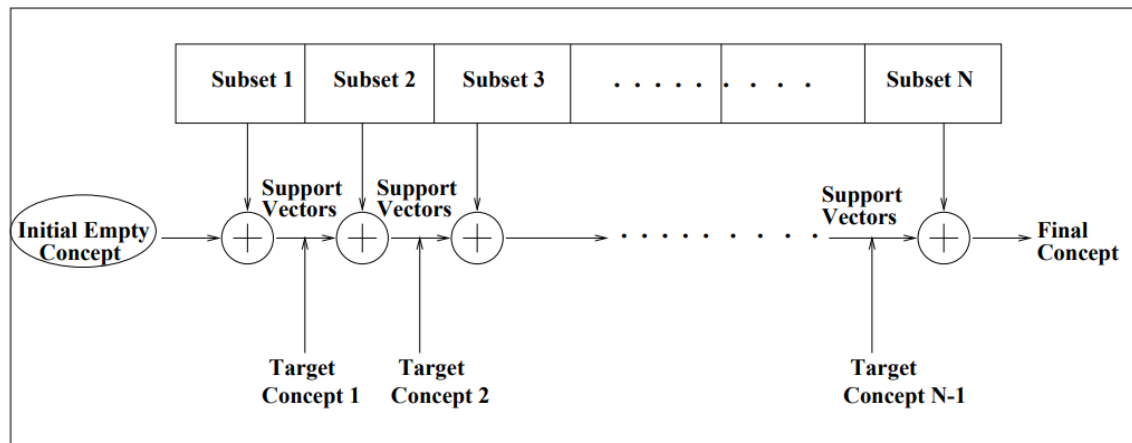 Subset 1 Subset 2 Subset 3 . . . . . . . . . Subset N
Support Support Support
Vectors Vectors Vectors
Initial Empty
Concept
+ + + . . . . . . . . . +
Final
Concept
Target Target Target
Concept 1 Concept 2 Concept N-1